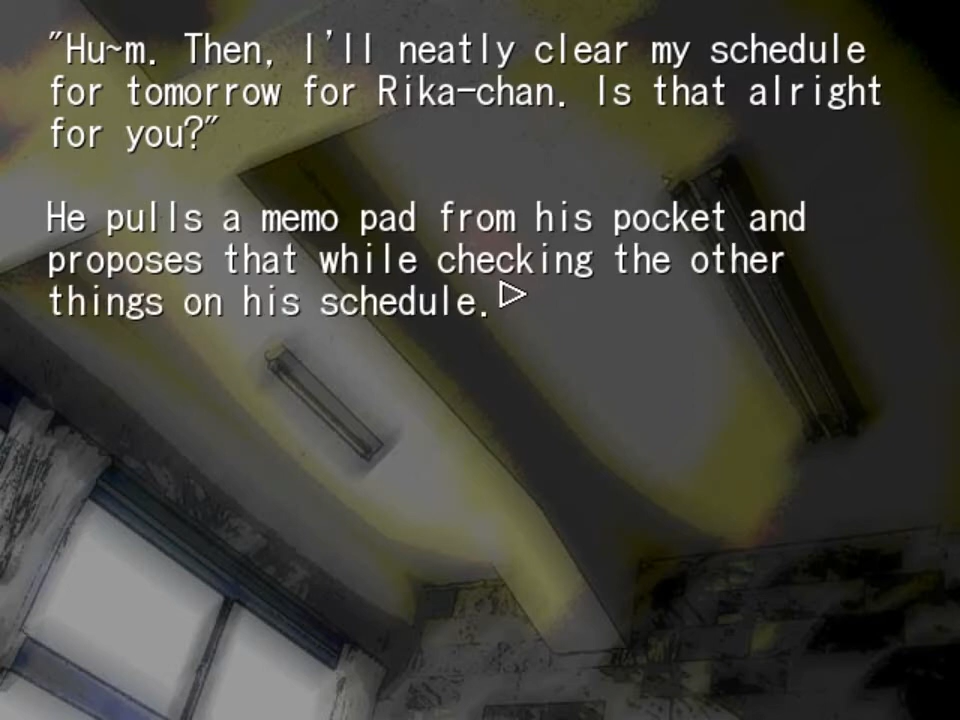 "Hu~m. Then, I'll neatly clear my schedule
for tomorrow for Rika-chan. Is that alright
for you?"
He pulls a memo pad from his pocket and
proposes that while checking the other
things on his schedule.